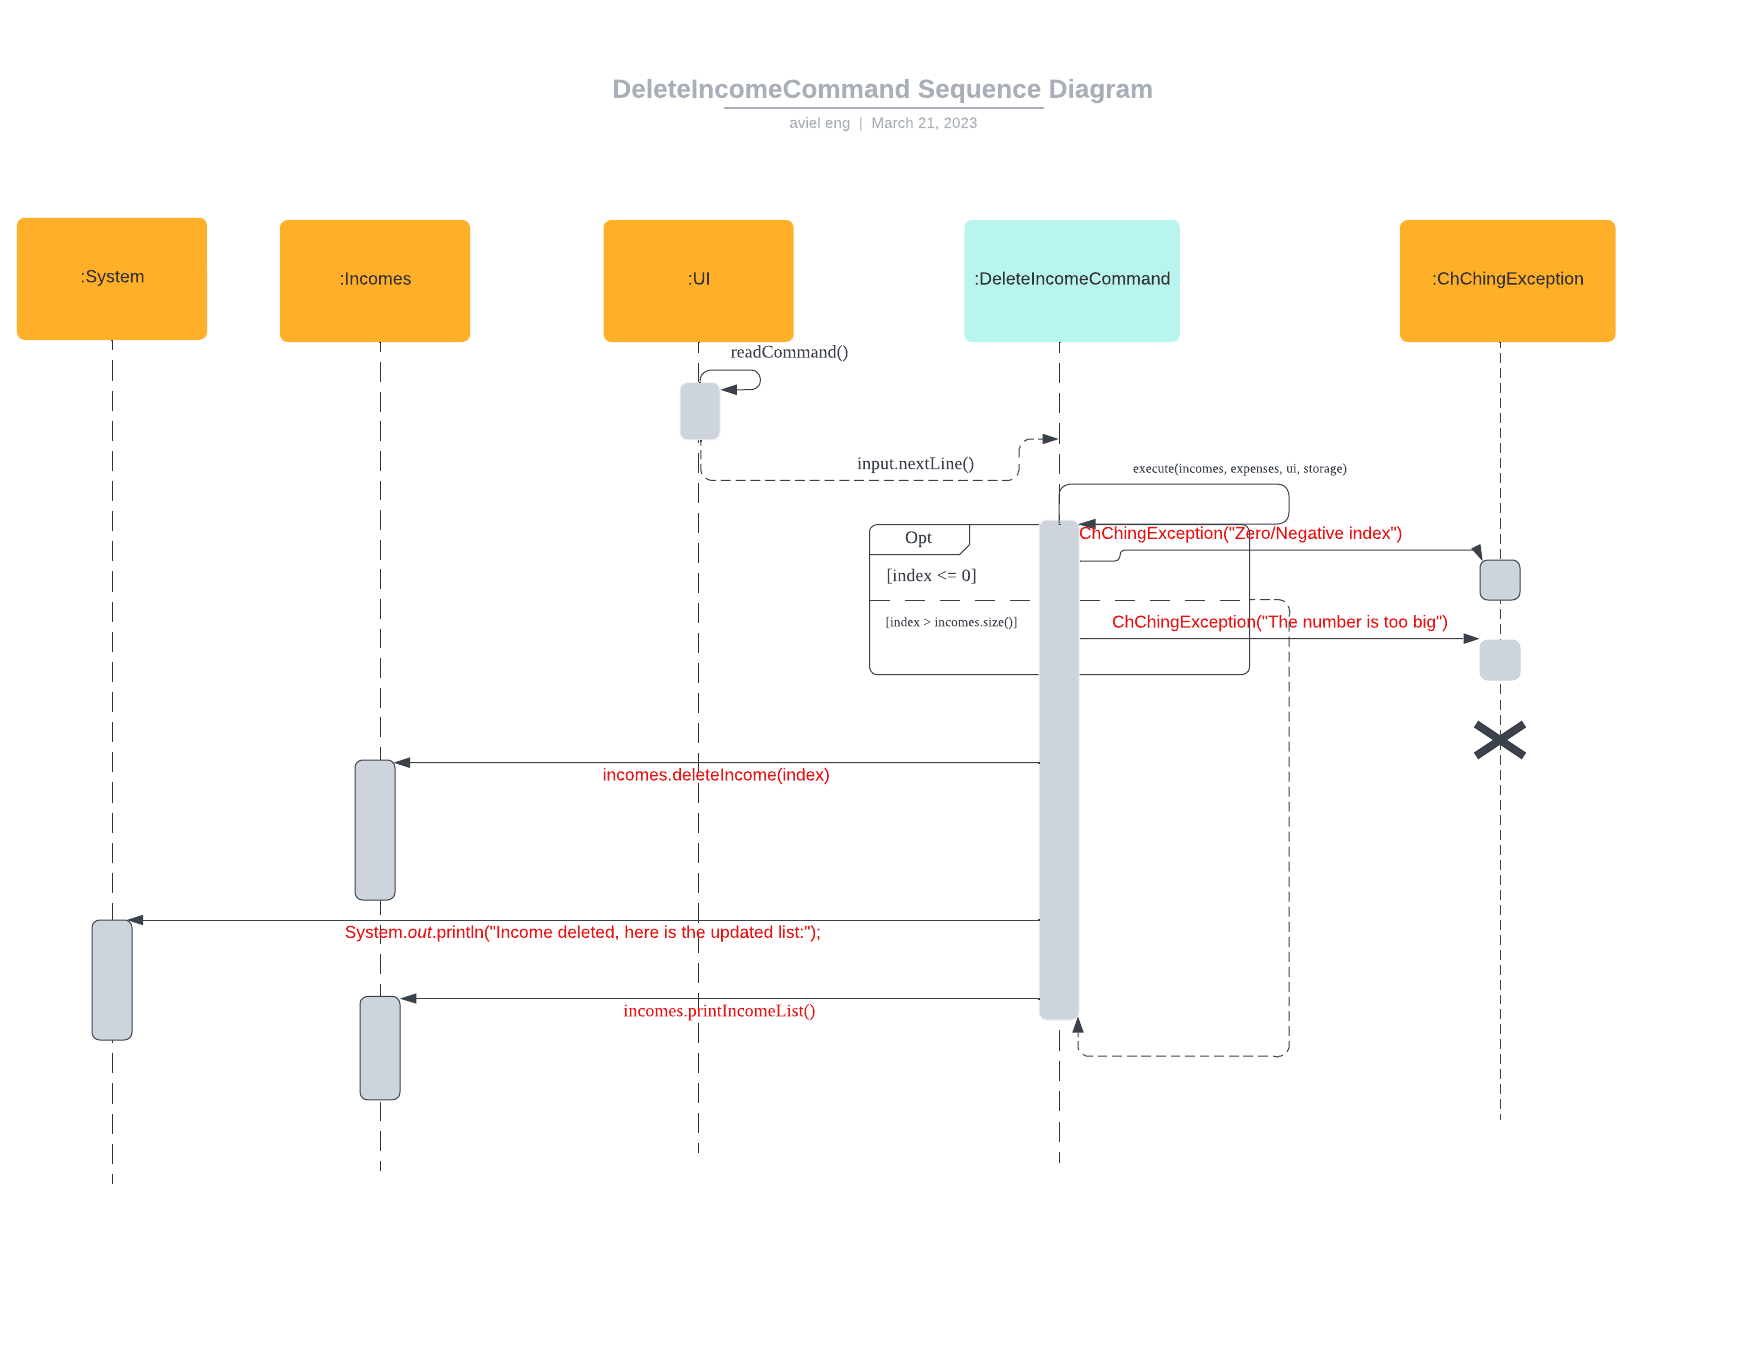 DeleteIncomeCommand Sequence Diagram
aviel eng | March 21, 2023
:System
:Incomes
:UI
:DeleteIncomeCommand
:ChChingException
readCommand()
input.nextLine()
execute(incomes, expenses, ui, storage)
Opt
ChChingException("Zero/Negative index")
[index <= 0]
[index > incomes.size()]
ChChingException("The number is too big")
incomes.deleteIncome(index)
System.out.println("Income deleted, here is the updated list:");
incomes.printIncomeList()